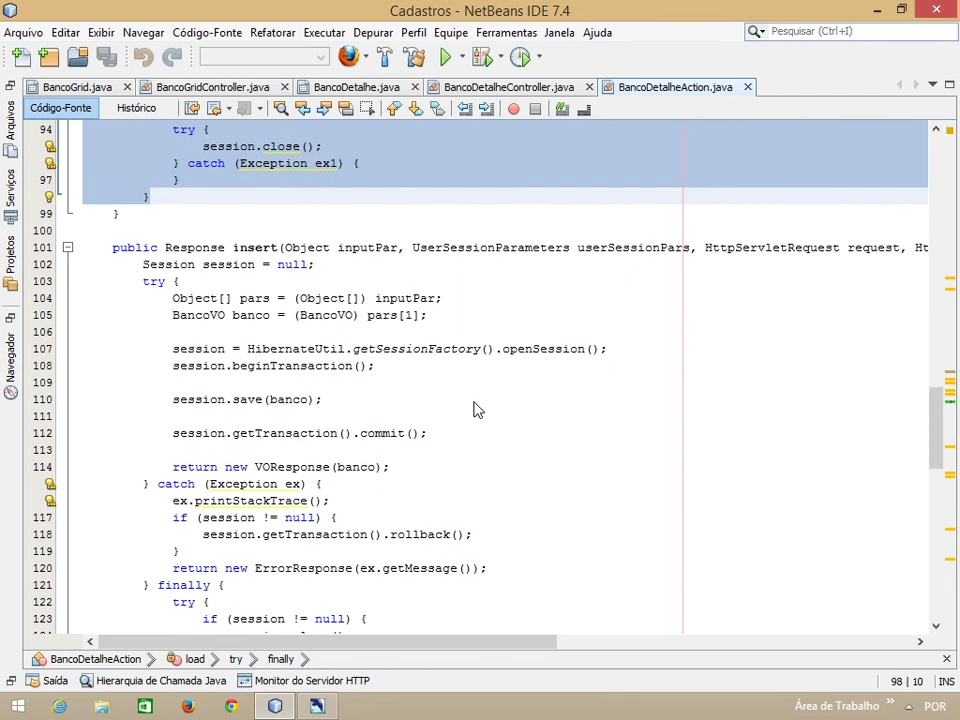 Cadastros - NetBeans IDE 7.4
Arquivo Editar Exibir Navegar Código-Fonte Refatorar Executar Depurar Perfil Equipe Ferramentas Janela Ajuda
Pesquisar (Ctrl+I)
BancoGrid.java BancoGridController.java BancoDetalhe.java BancoDetalheController.java BancoDetalheAction.java
Código-Fonte Histórico
Arquivos
Serviços
Projetos
Navegador
94 try {
session.close();
} catch (Exception ex1) {
97 }
}
99 }
100
101 public Response insert(Object inputPar, UserSessionParameters userSessionPars, HttpServletRequest request, Ht
102 Session session = null;
103 try {
104 Object[] pars = (Object[]) inputPar;
105 BancoVO banco = (BancoVO) pars[1];
106
107 session = HibernateUtil.getSessionFactory().openSession();
108 session.beginTransaction();
109
110 session.save(banco);
111
112 session.getTransaction().commit();
113
114 return new VOResponse(banco);
} catch (Exception ex) {
ex.printStackTrace();
117 if (session != null) {
118 session.getTransaction().rollback();
119 }
120 return new ErrorResponse(ex.getMessage());
121 } finally {
122 try {
123 if (session != null) {
BancoDetalheAction load try finally
Saída Hierarquia de Chamada Java Monitor do Servidor HTTP
98 | 10 INS
Área de Trabalho » POR